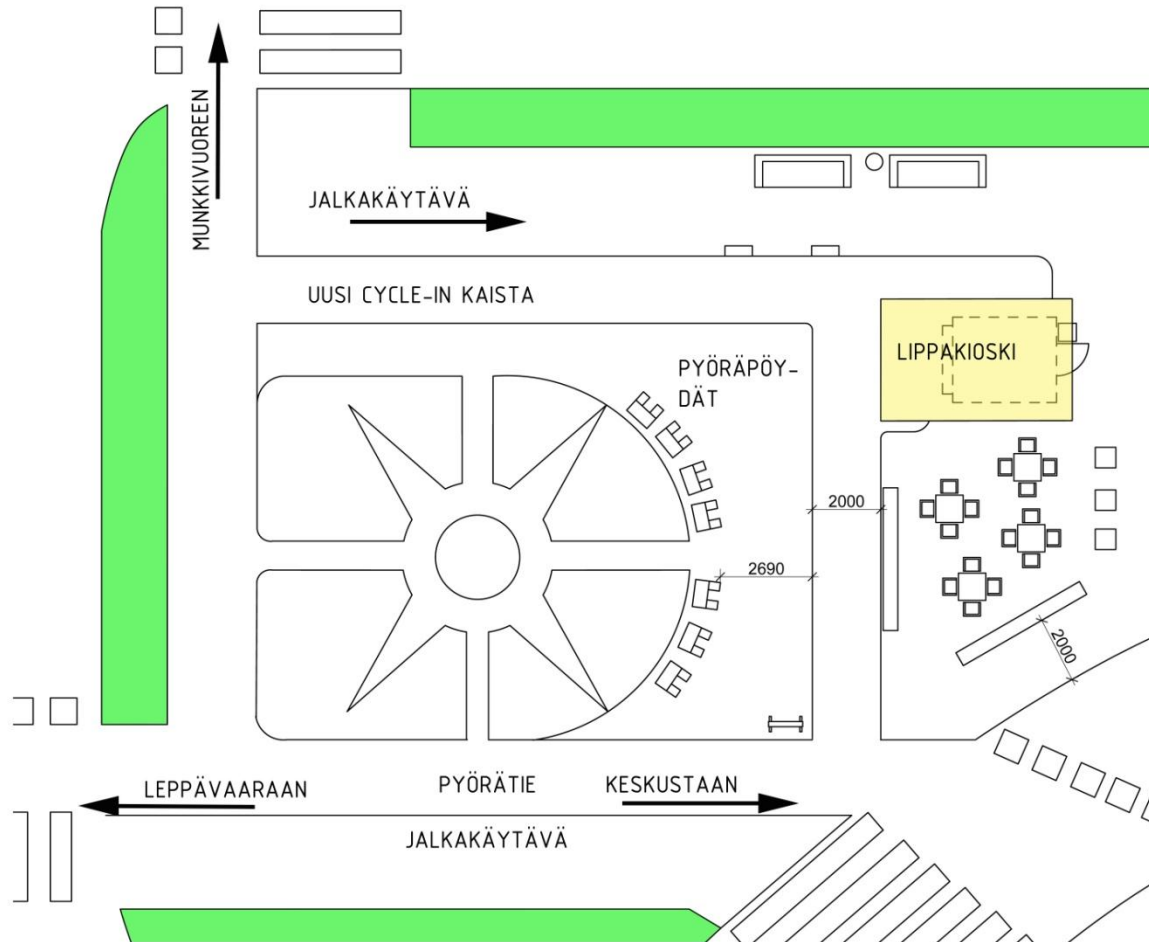 MUNKKIVUOREEN
JALKAKÄYTÄVÄ
UUSI CYCLE-IN KAISTA
LIPPAKIOSKI
PYÖRÄPÖY-
DÄT
2000
2690
2000
LEPPÄVAARAAN
PYÖRÄTIE
KESKUSTAAN
JALKAKÄYTÄVÄ